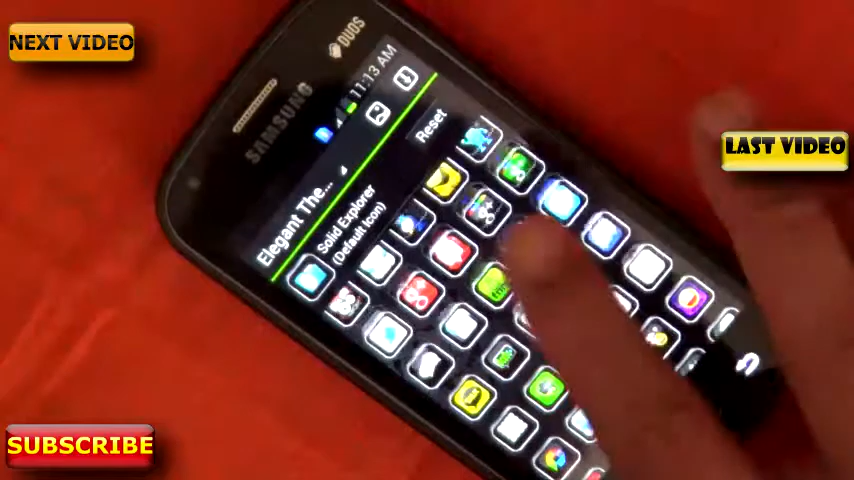 NEXT VIDEO
DUOS
SAMSUNG
11:13 AM
Elegant The...
Reset
Solid Explorer
(Default Icon)
LAST VIDEO
SUBSCRIBE